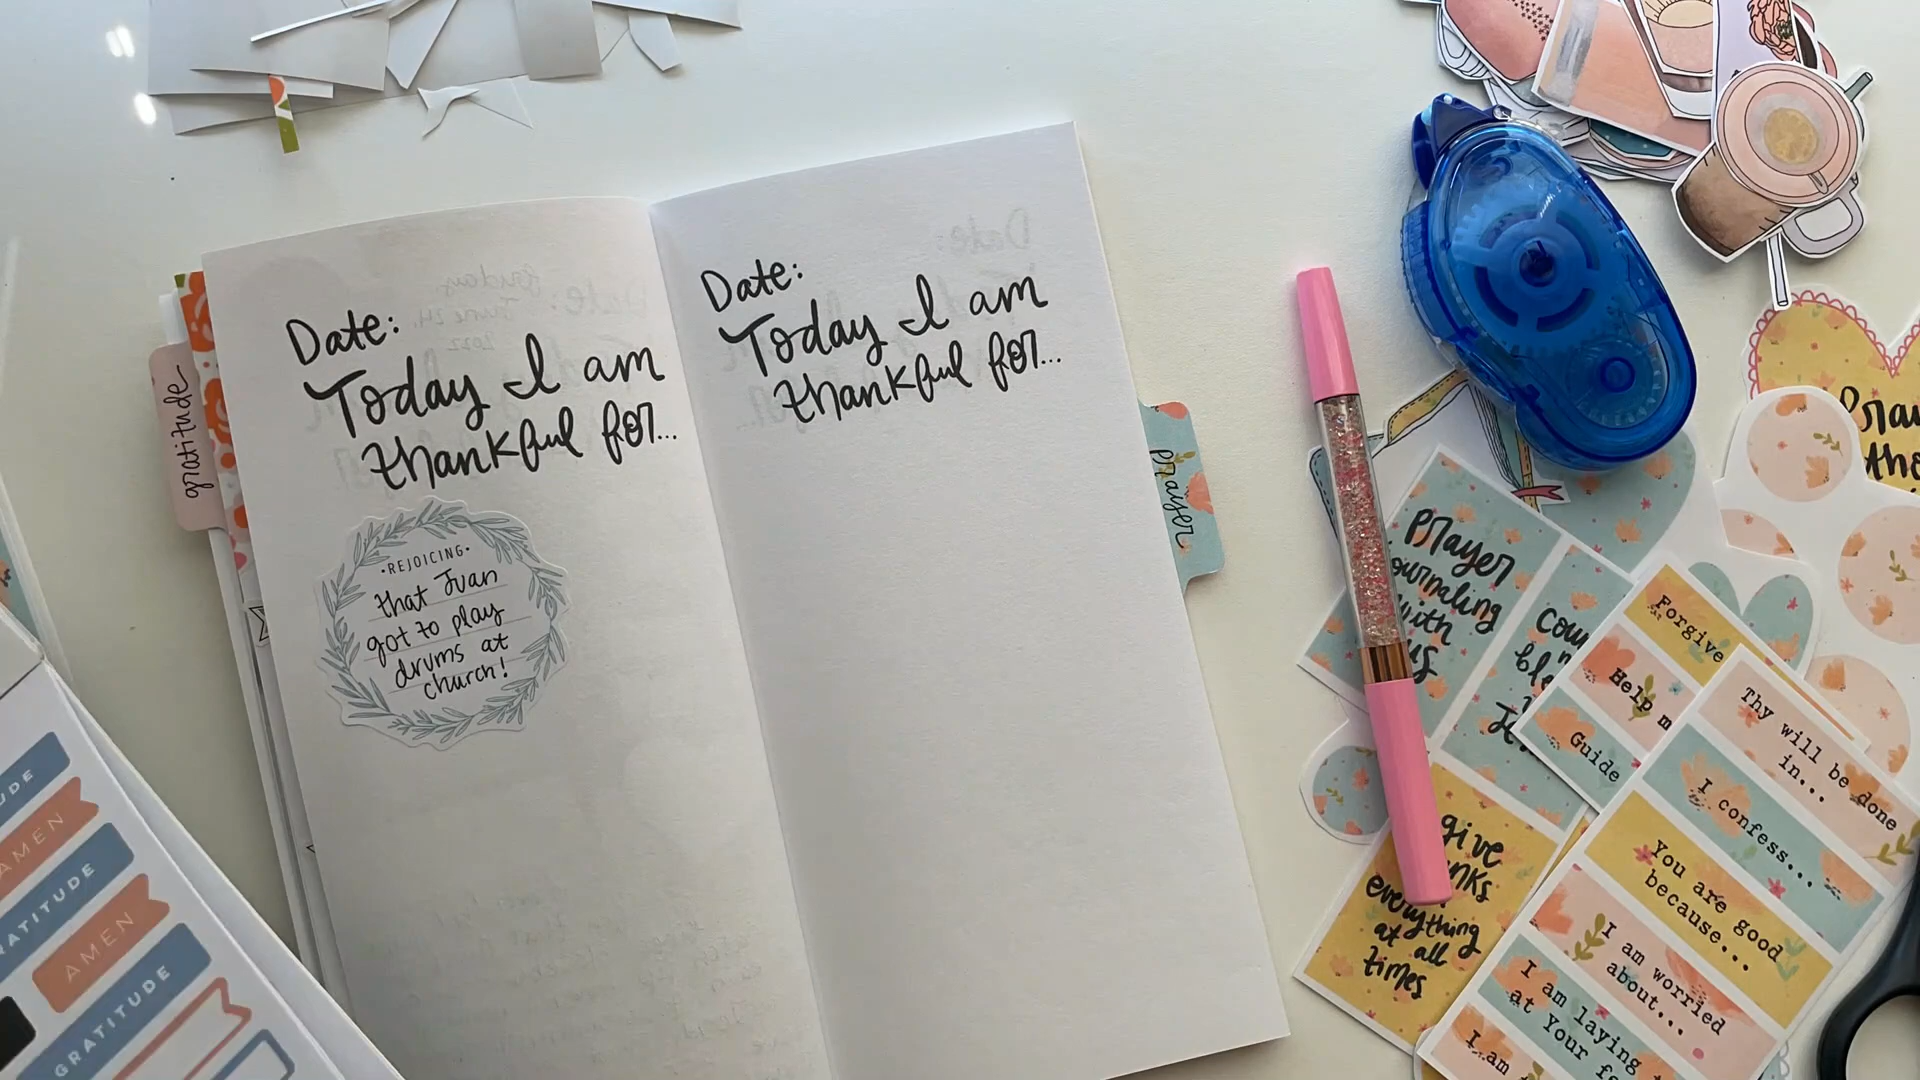 Date:
Today I am
thankful for...
•REJOICING•
that Juan
got to play
drums at
church!
Date:
Today I am
thankful for...
gratitude
prayer
AMEN
GRATITUDE
AMEN
GRATITUDE
Prayer
with
give
everything
at all
times
Forgive
Help
Guide
Thy will be done
in...
I confess...
You are good
because...
I am worried
about...
I am laying
at Your
I am